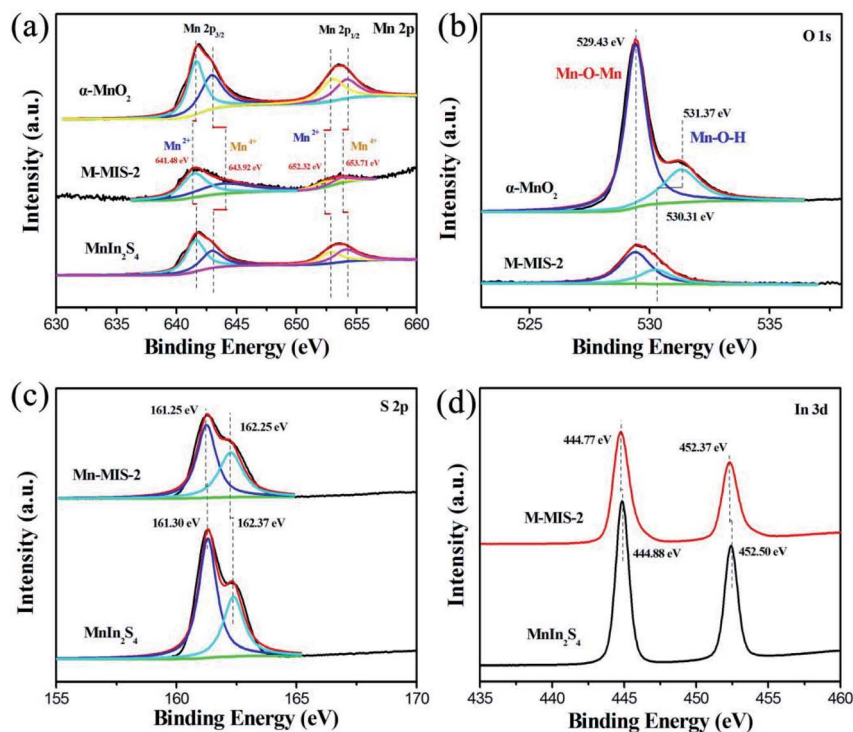 (a)
Mn 2p3/2
Mn 2p1/2
Mn 2p
α-MnO2
Mn2+
Mn4+
Mn2+
Mn4+
641.48 eV
643.92 eV
652.32 eV
653.71 eV
M-MIS-2
MnIn2S4
Intensity (a.u.)
630 635 640 645 650 655 660
Binding Energy (eV)
(b)
O 1s
529.43 eV
Mn-O-Mn
531.37 eV
Mn-O-H
α-MnO2
530.31 eV
M-MIS-2
Intensity (a.u.)
525 530 535
Binding Energy (eV)
(c)
S 2p
161.25 eV
162.25 eV
Mn-MIS-2
161.30 eV
162.37 eV
MnIn2S4
Intensity (a.u.)
155 160 165 170
Binding Energy (eV)
(d)
In 3d
444.77 eV
452.37 eV
M-MIS-2
444.88 eV
452.50 eV
MnIn2S4
Intensity (a.u.)
435 440 445 450 455 460
Binding Energy (eV)